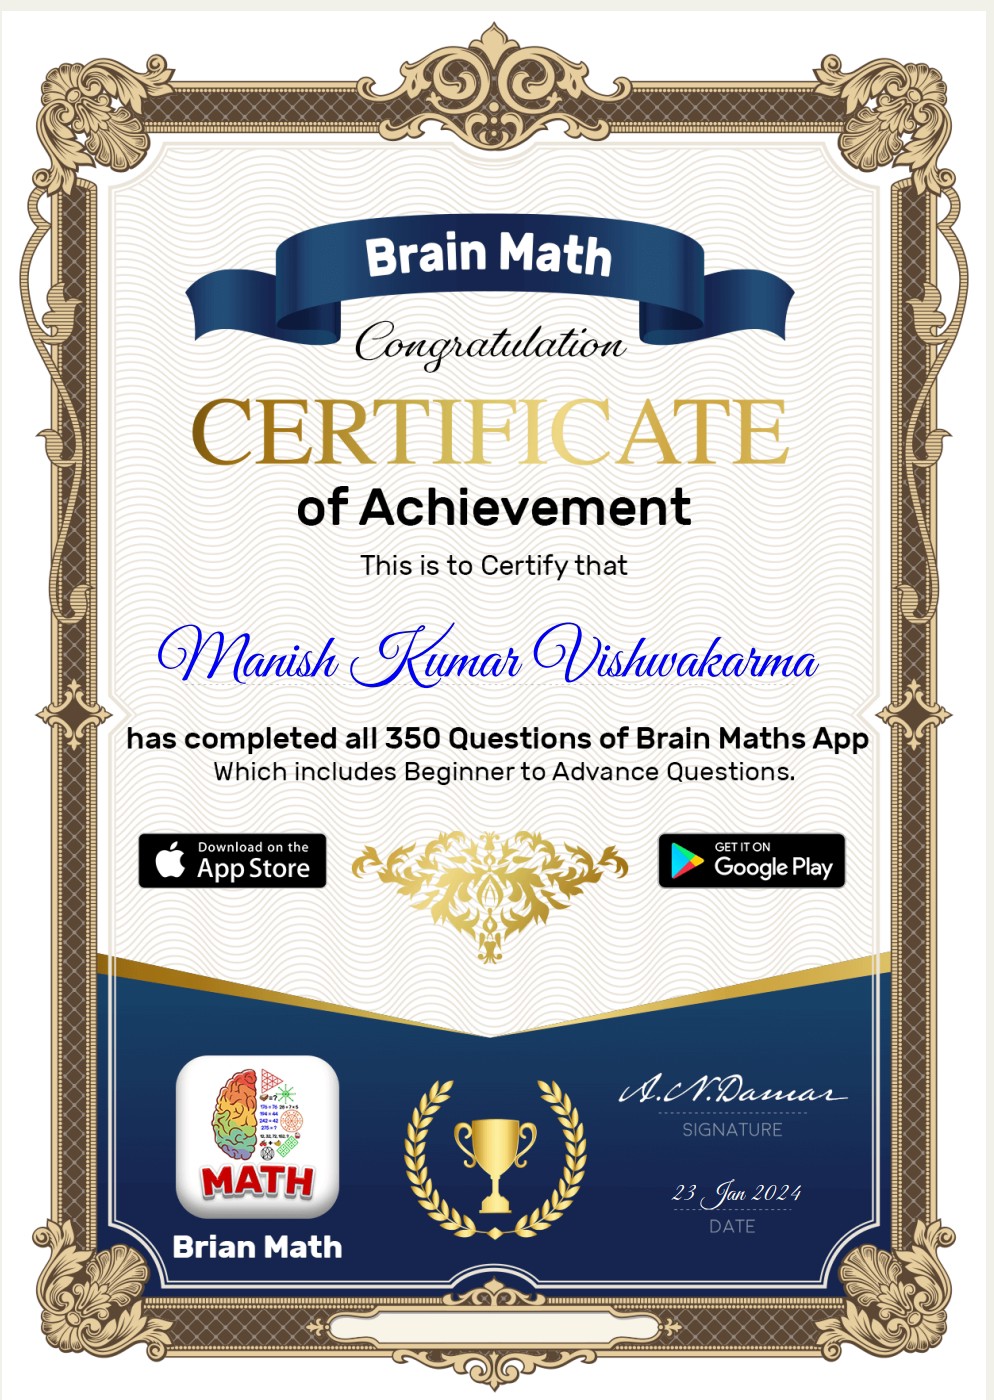 Brain Math
Congratulation
CERTIFICATE
of Achievement
This is to Certify that
Manish Kumar Vishwakarma
has completed all 350 Questions of Brain Maths App
Which includes Beginner to Advance Questions.
Download on the
App Store
GET IT ON
Google Play
MATH
Brian Math
A.N.Damar
SIGNATURE
23 Jan 2024
DATE